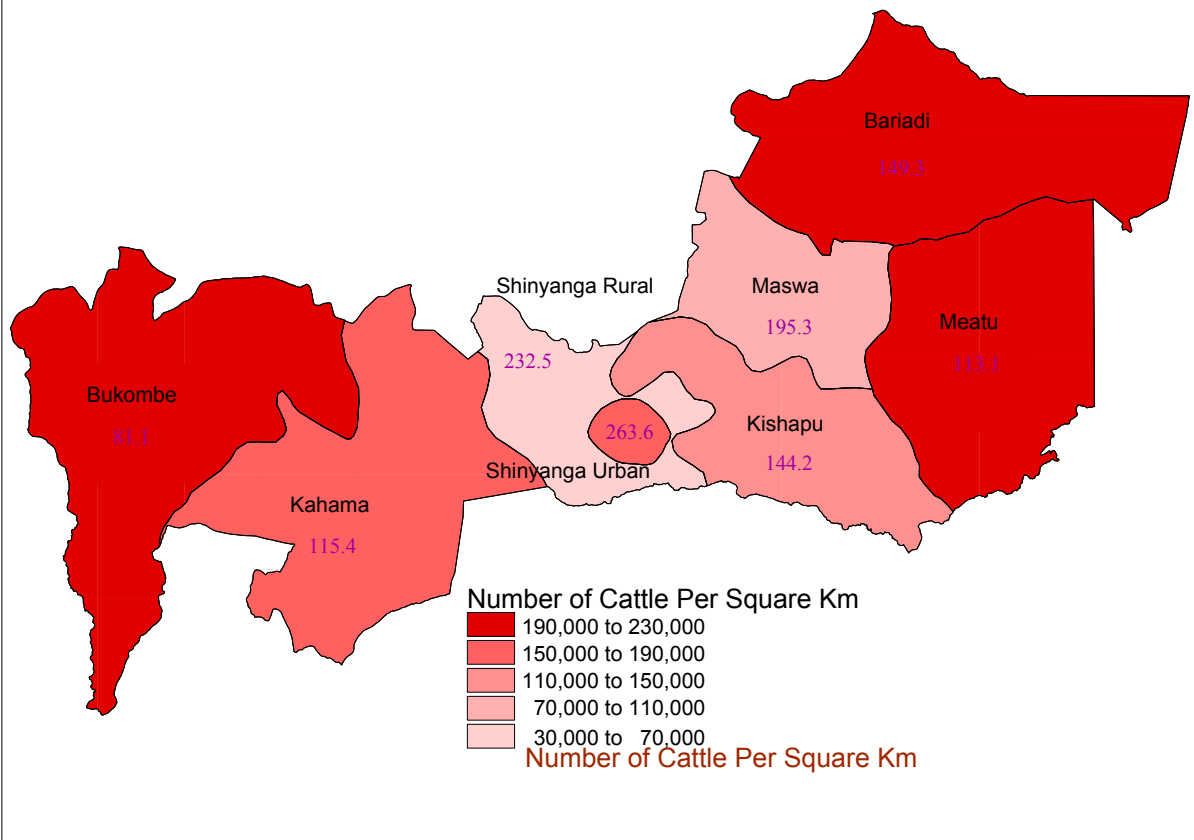 Bariadi
149.3
Shinyanga Rural
Maswa
195.3
Meatu
113.1
232.5
Bukombe
81.1
Kishapu
144.2
263.6
Shinyanga Urban
Kahama
115.4
Number of Cattle Per Square Km
190,000 to 230,000
150,000 to 190,000
110,000 to 150,000
70,000 to 110,000
30,000 to 70,000
Number of Cattle Per Square Km